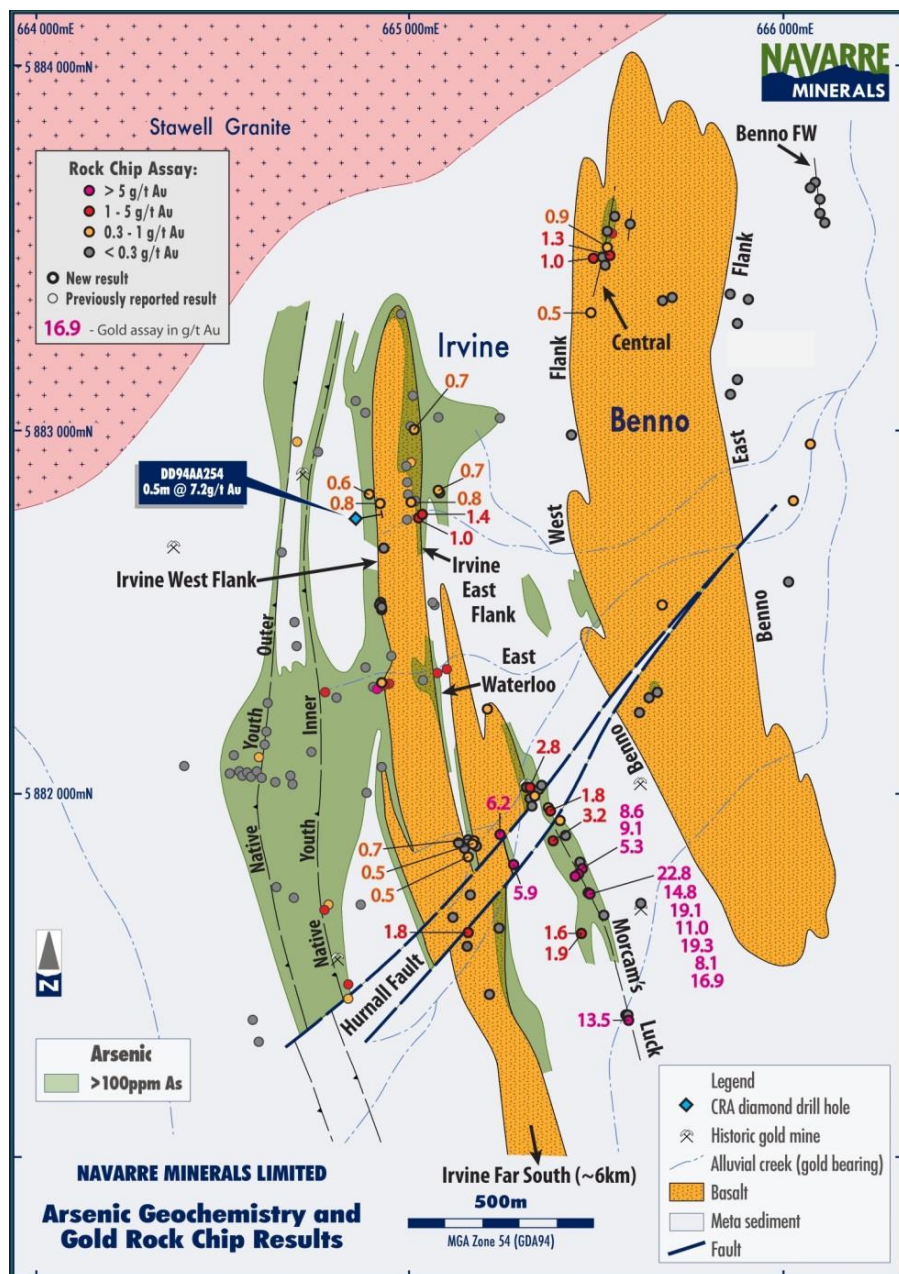 664 000mE
665 000mE
666 000mE
5 884 000mN
NAVARRE
MINERALS
Stawell Granite
Benno FW
Rock Chip Assay:
> 5 g/t Au
1 - 5 g/t Au
0.3 - 1 g/t Au
< 0.3 g/t Au
New result
Previously reported result
16.9 - Gold assay in g/t Au
0.9
1.3
1.0
0.5
Central
Flank
Flank
Irvine
0.7
Benno
5 883 000mN
East
DD94AA254
0.5m @ 7.2g/t Au
0.6
0.8
0.7
0.8
1.4
1.0
West
Irvine West Flank
Irvine
East
Flank
Benno
Outer
East
Waterloo
Inner
Youth
Benno
2.8
5 882 000mN
6.2
1.8
3.2
8.6
9.1
5.3
Native
Youth
0.7
0.5
0.5
5.9
22.8
14.8
19.1
11.0
19.3
8.1
16.9
1.8
1.6
1.9
Morcam's
Native
Hurnall Fault
N
13.5
Luck
Arsenic
>100ppm As
Legend
CRA diamond drill hole
Historic gold mine
Alluvial creek (gold bearing)
Basalt
Meta sediment
Fault
NAVARRE MINERALS LIMITED
Arsenic Geochemistry and
Gold Rock Chip Results
Irvine Far South (~6km)
500m
MGA Zone 54 (GDA94)